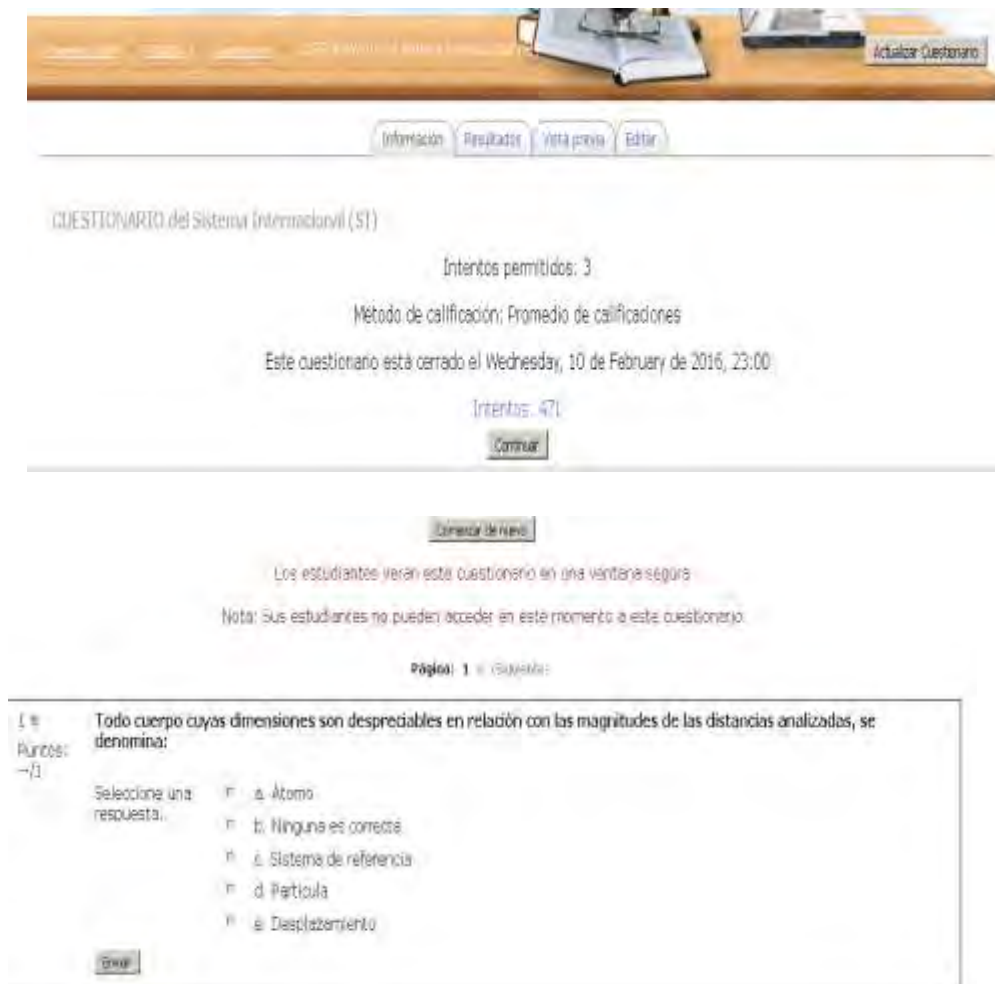 Actualizar Cuestionario
Información Resultados Vista previa Editar
CUESTIONARIO del Sistema Internacional (SI)
Intentos permitidos: 3
Método de calificación: Promedio de calificaciones
Este cuestionario está cerrado el Wednesday, 10 de February de 2016, 23:00
Intentos: 471
Continuar
Comenzar de nuevo
Los estudiantes verán este cuestionario en una ventana segura
Nota: Sus estudiantes no pueden acceder en este momento a este cuestionario
Página: 1 (Siguiente)
1
Todo cuerpo cuyas dimensiones son despreciables en relación con las magnitudes de las distancias analizadas, se
denomina:
Puntos:
--/1
Seleccione una
respuesta.
a. Átomo
b. Ninguna es correcta
c. Sistema de referencia
d. Partícula
e. Desplazamiento
Enviar